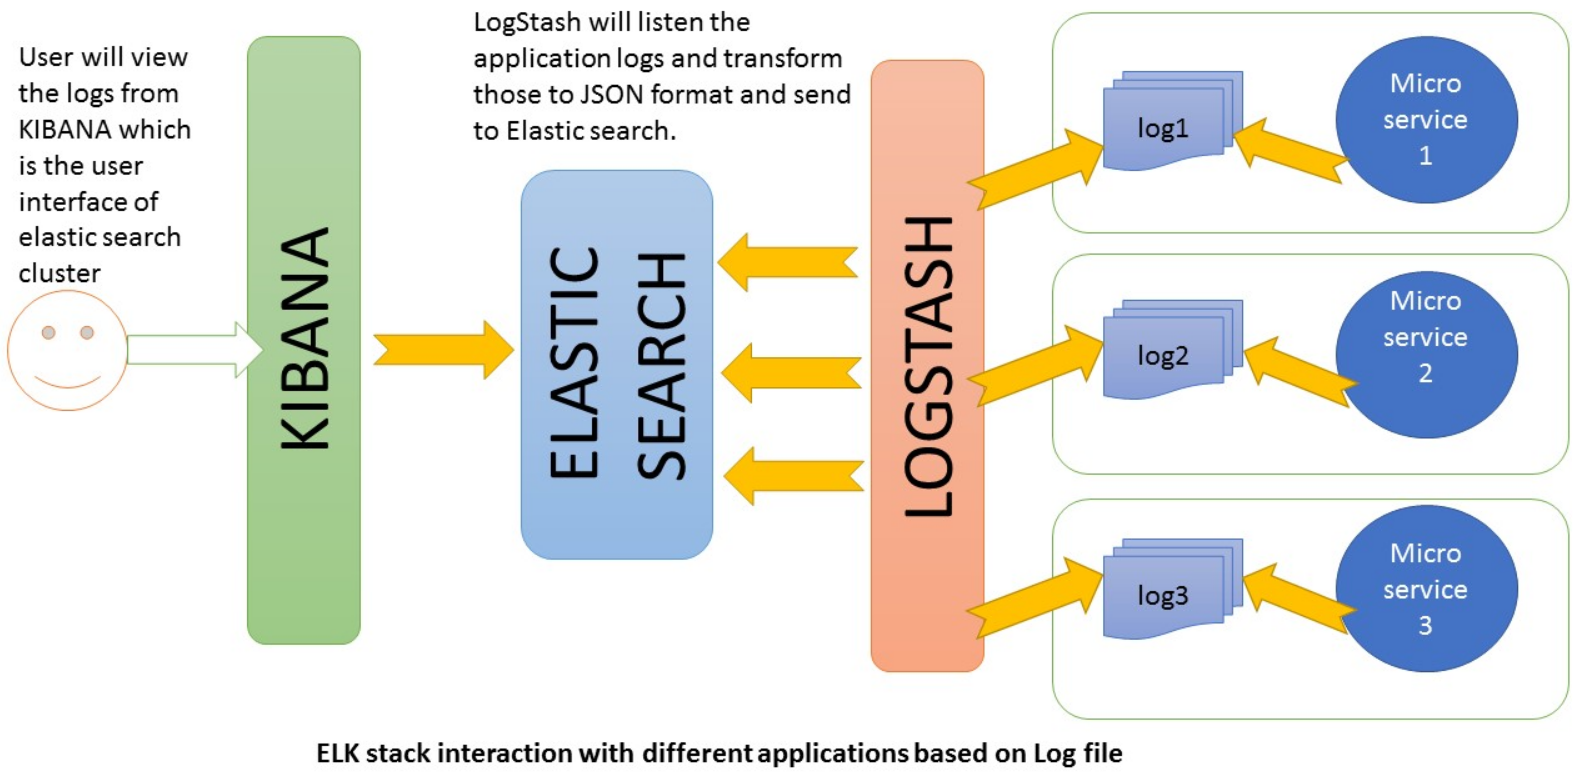 User will view
the logs from
KIBANA which
is the user
interface of
elastic search
cluster
KIBANA
LogStash will listen the
application logs and transform
those to JSON format and send
to Elastic search.
ELASTIC
SEARCH
LOGSTASH
log1
Micro
service
1
log2
Micro
service
2
log3
Micro
service
3
ELK stack interaction with different applications based on Log file